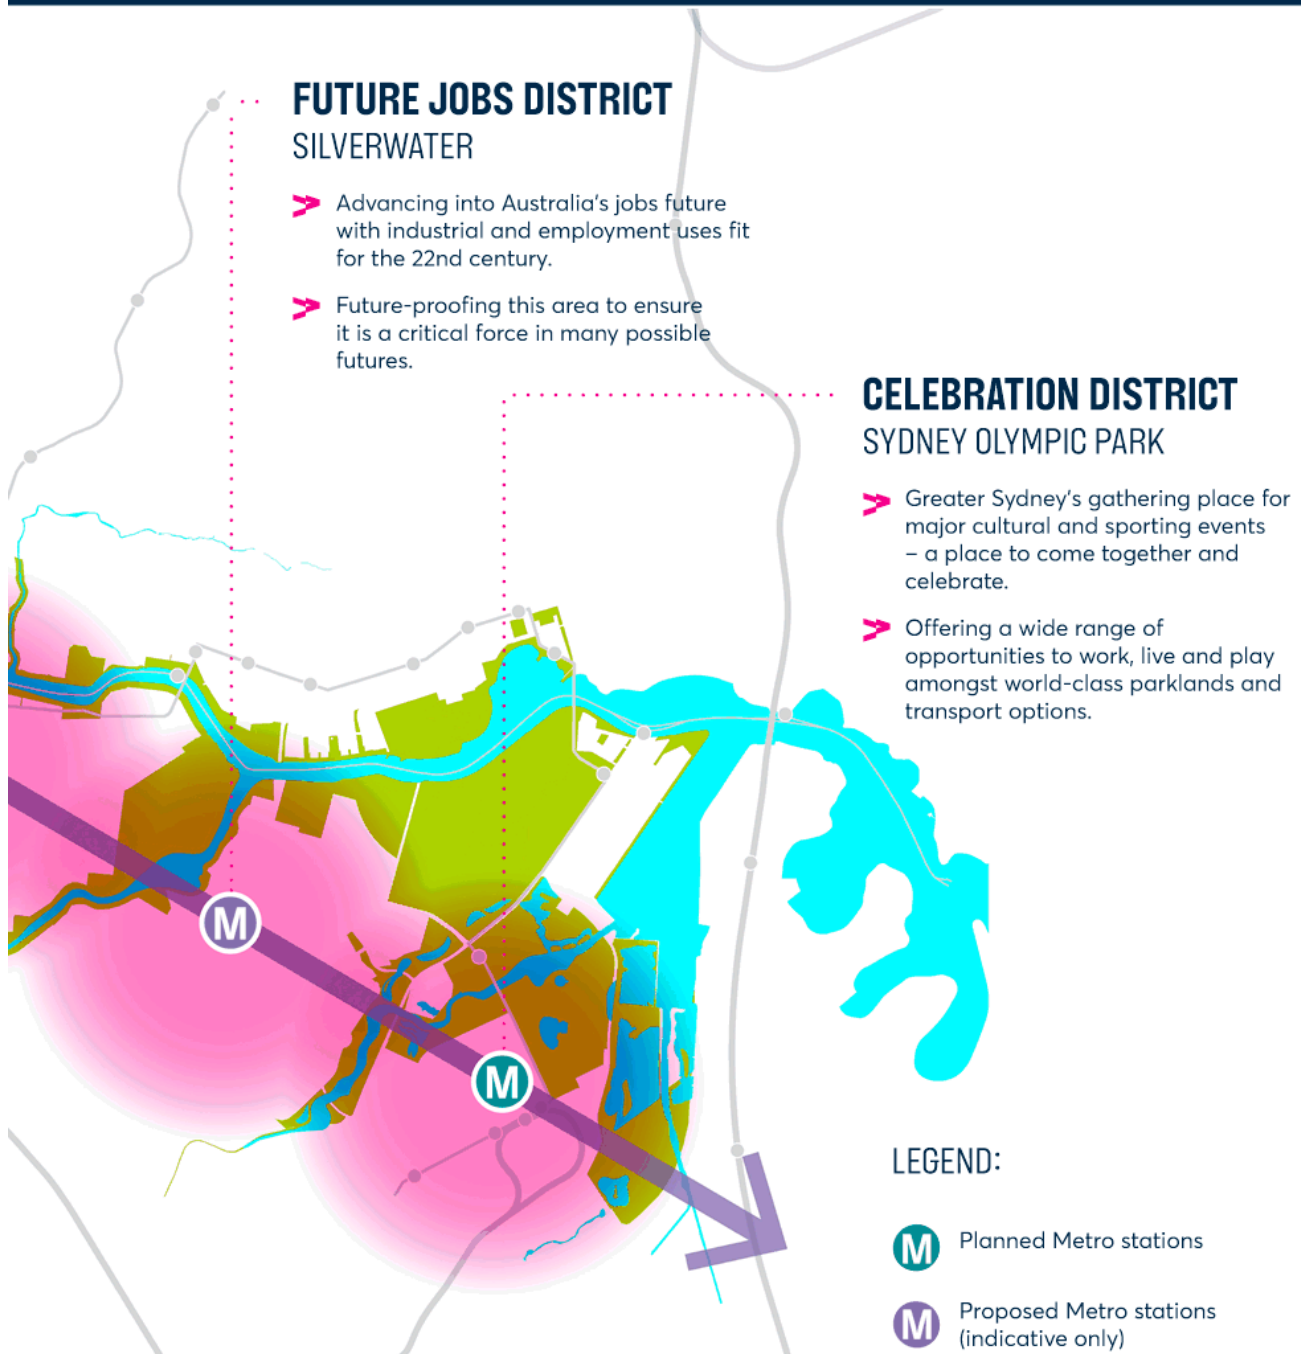 FUTURE JOBS DISTRICT
SILVERWATER
Advancing into Australia's jobs future
with industrial and employment uses fit
for the 22nd century.
Future-proofing this area to ensure
it is a critical force in many possible
futures.
CELEBRATION DISTRICT
SYDNEY OLYMPIC PARK
Greater Sydney's gathering place for
major cultural and sporting events
– a place to come together and
celebrate.
Offering a wide range of
opportunities to work, live and play
amongst world-class parklands and
transport options.
M
M
LEGEND:
M Planned Metro stations
M Proposed Metro stations
(indicative only)